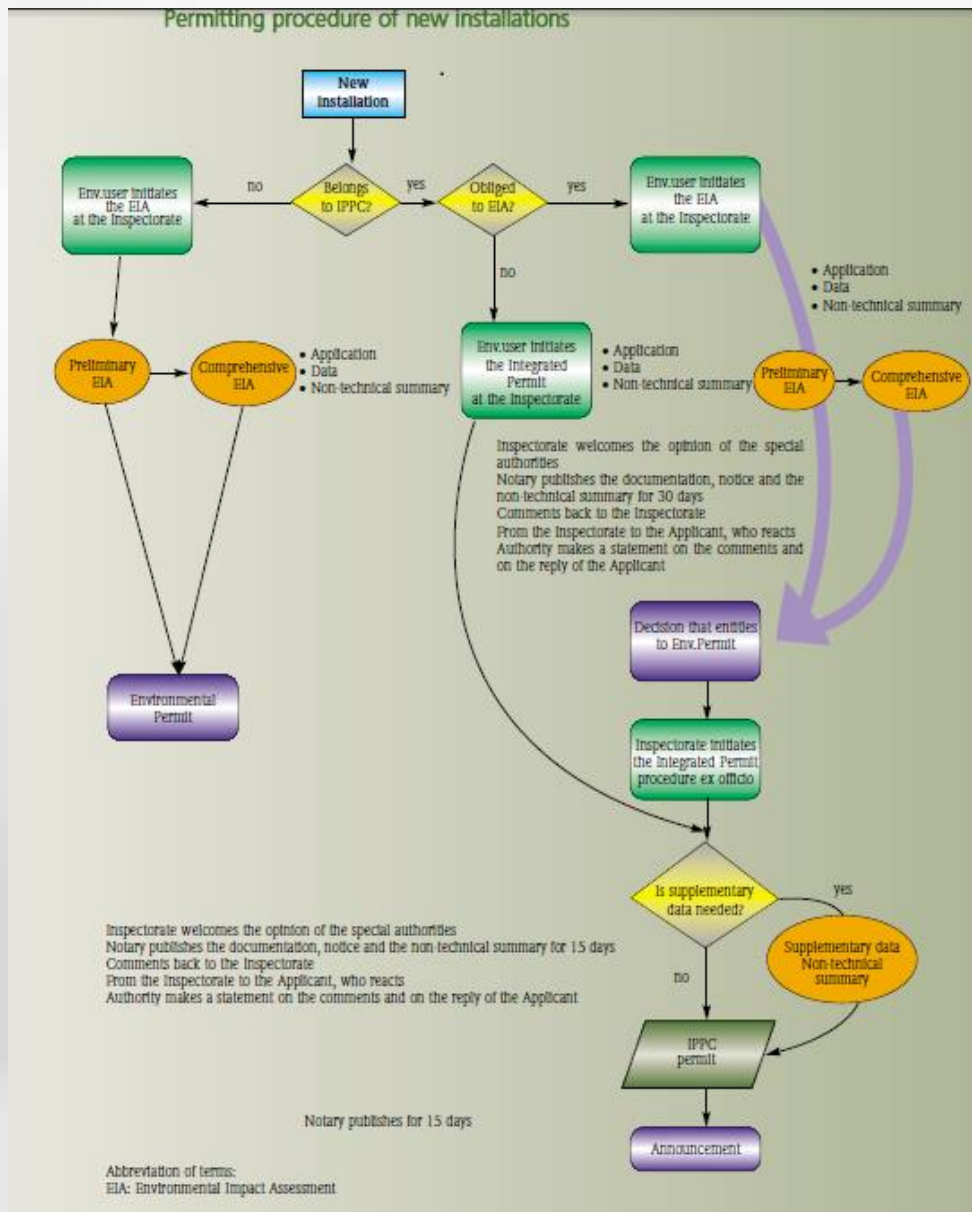 Permitting procedure of new installations
New
installation
Env.user initiates
the EIA
at the Inspectorate
no
Belongs
to IPPC?
yes
Obliged
to EIA?
yes
Env.user initiates
the EIA
at the Inspectorate
no
• Application
• Data
• Non-technical summary
Preliminary
EIA
Comprehensive
EIA
• Application
• Data
• Non-technical summary
Env.user initiates
the Integrated
Permit
at the Inspectorate
• Application
• Data
• Non-technical summary
Preliminary
EIA
Comprehensive
EIA
Inspectorate welcomes the opinion of the special
authorities
Notary publishes the documentation, notice and the
non-technical summary for 30 days
Comments back to the Inspectorate
From the Inspectorate to the Applicant, who reacts
Authority makes a statement on the comments and
on the reply of the Applicant
Decision that entities
to Env.Permit
Environmental
Permit
Inspectorate initiates
the Integrated Permit
procedure ex officio
Is supplementary
data needed?
yes
Inspectorate welcomes the opinion of the special authorities
Notary publishes the documentation, notice and the non-technical summary for 15 days
Comments back to the Inspectorate
From the Inspectorate to the Applicant, who reacts
Authority makes a statement on the comments and on the reply of the Applicant
Supplementary data
Non-technical
summary
no
IPPC
permit
Notary publishes for 15 days
Announcement
Abbreviation of terms:
EIA: Environmental Impact Assessment